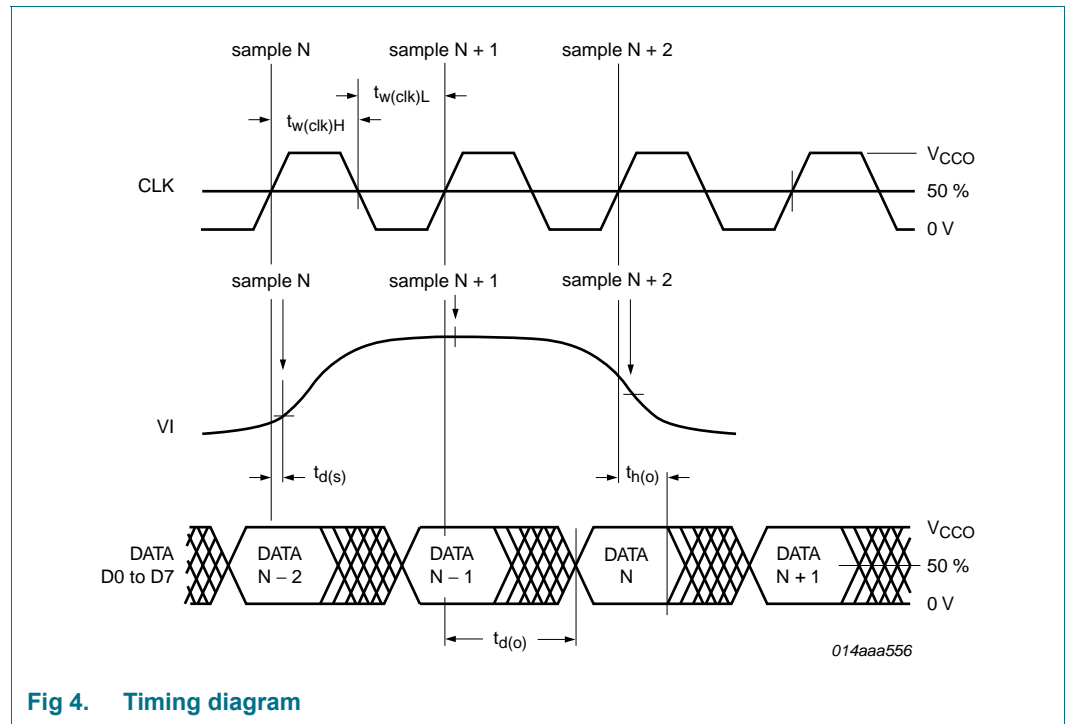 sample N sample N + 1 sample N + 2
tw(clk)L
tw(clk)H
VCCO
CLK
50 %
0 V
sample N sample N + 1 sample N + 2
VI
td(s)
th(o)
VCCO
DATA
D0 to D7
DATA
N – 2
DATA
N – 1
DATA
N
DATA
N + 1
50 %
0 V
td(o)
014aaa556
Fig 4. Timing diagram